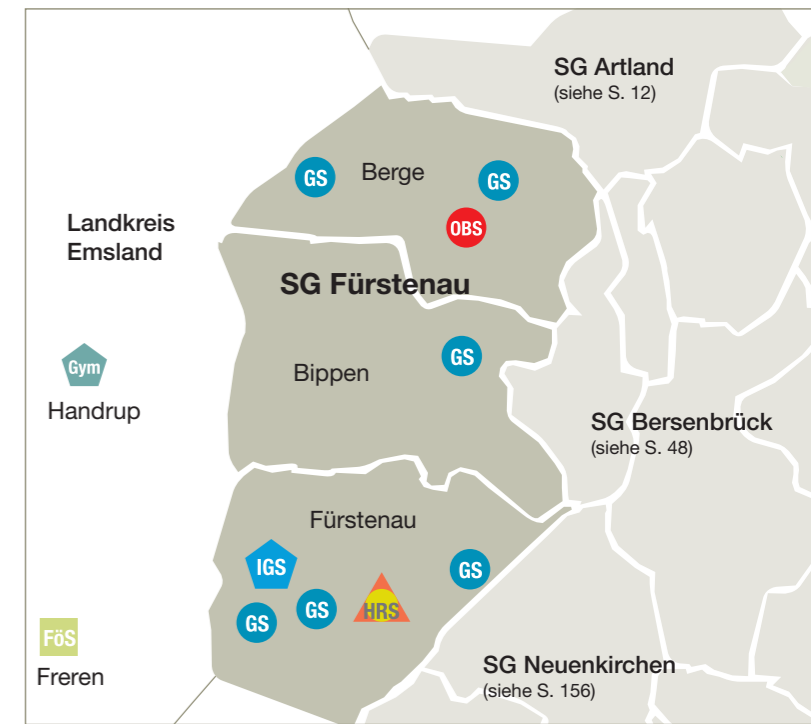 SG Artland
(siehe S. 12)
GS
Berge
GS
OBS
Landkreis
Emsland
SG Fürstenau
GS
Gym
Bippen
Handrup
SG Bersenbrück
(siehe S. 48)
Fürstenau
IGS
GS
GS
GS
HRS
FöS
Freren
SG Neuenkirchen
(siehe S. 156)